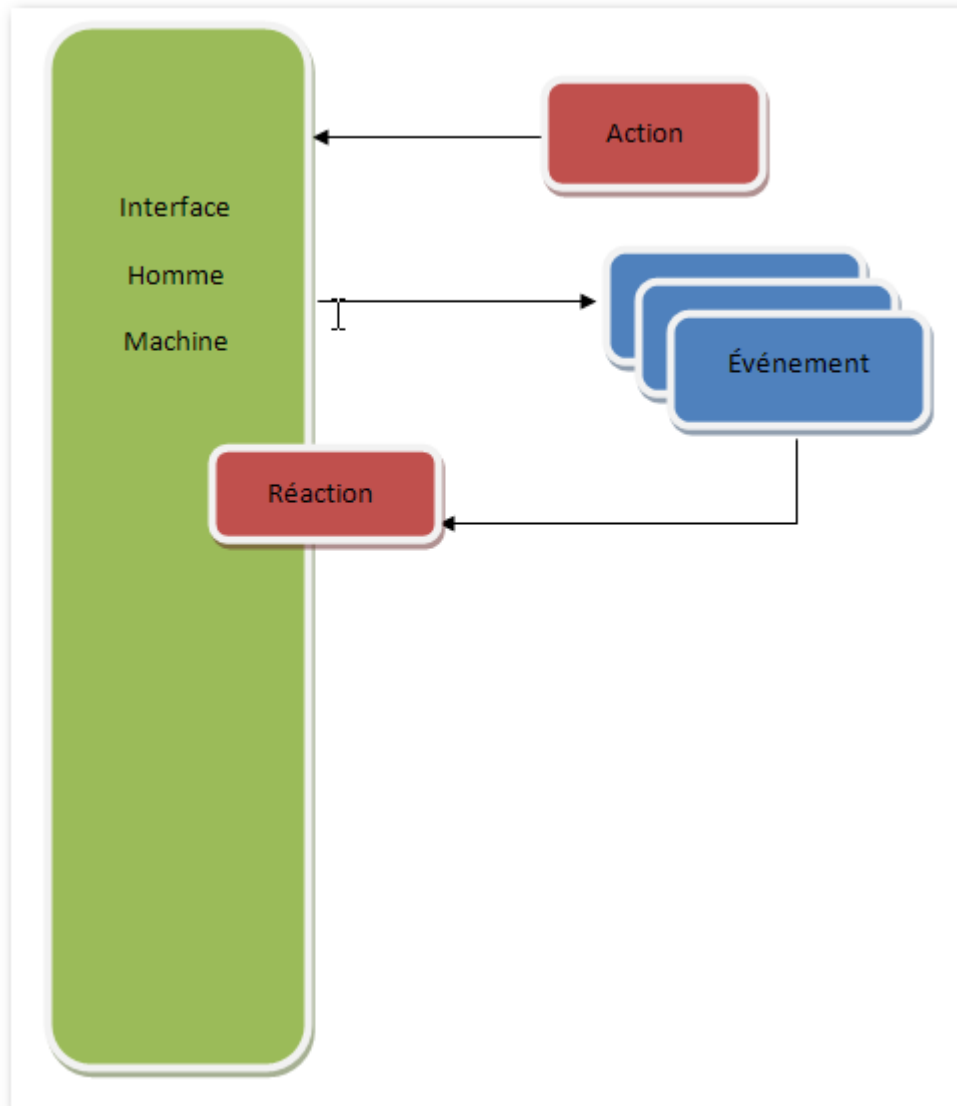 Action
Interface
Homme
Machine
Événement
Réaction